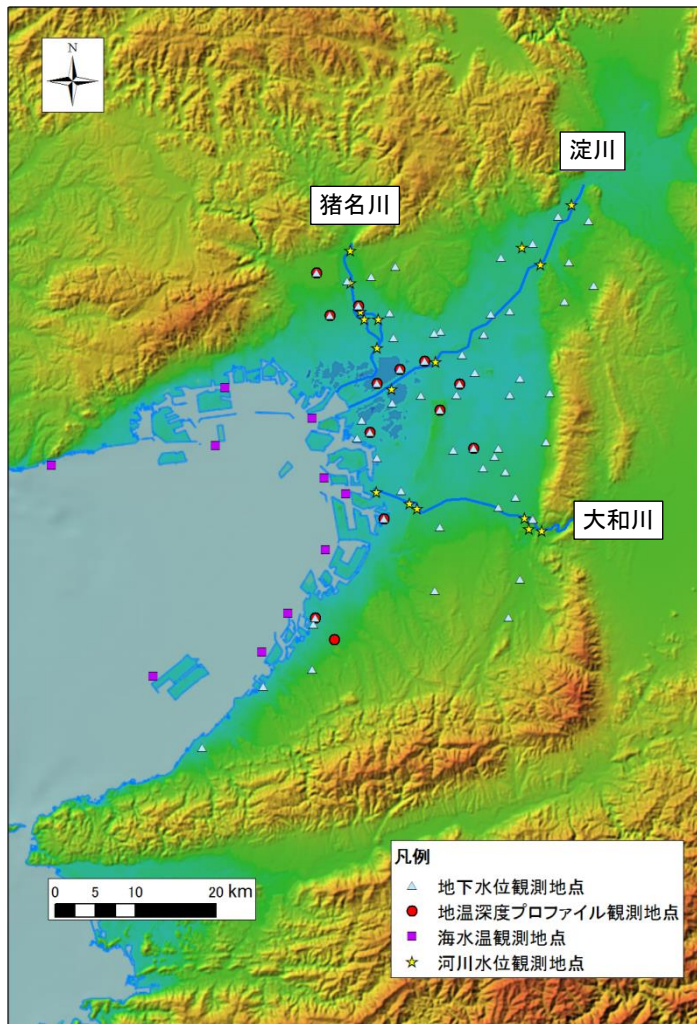 N
淀川
猪名川
大和川
凡例
地下水位観測地点
地温深度プロファイル観測地点
海水温観測地点
河川水位観測地点
0 5 10 20 km